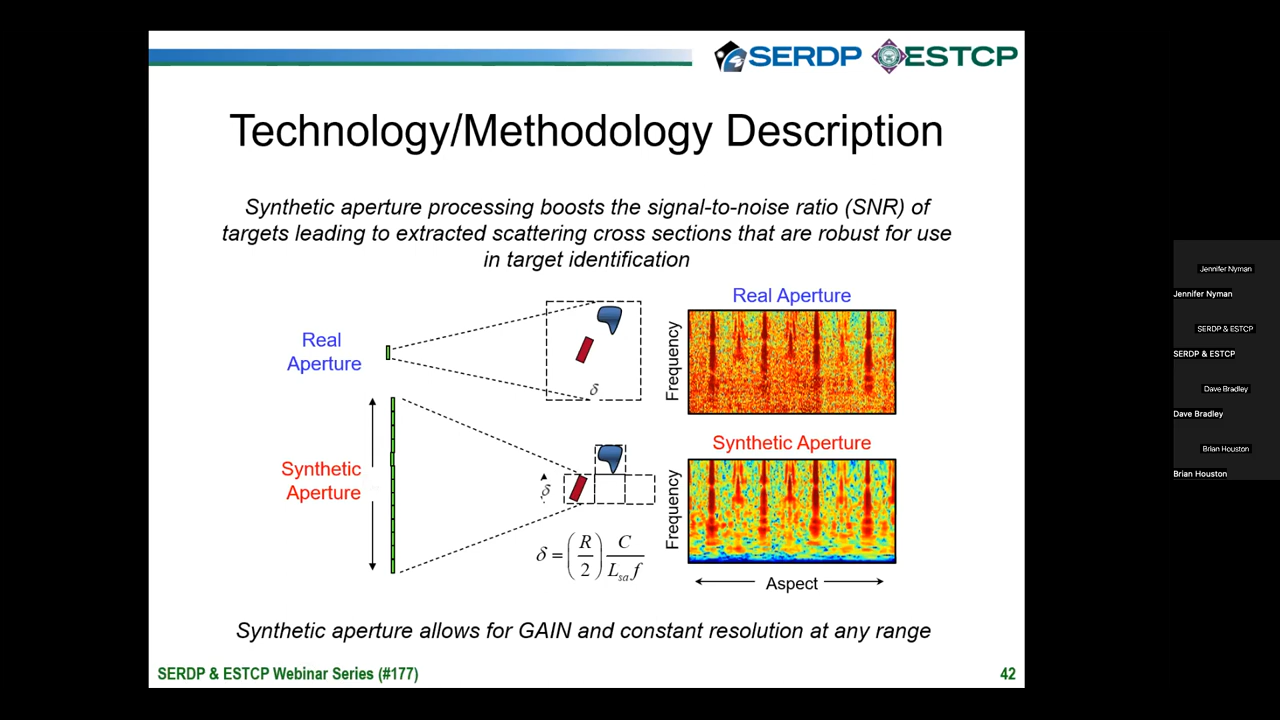 SERDP ESTCP
Technology/Methodology Description
Synthetic aperture processing boosts the signal-to-noise ratio (SNR) of
targets leading to extracted scattering cross sections that are robust for use
in target identification
Real
Aperture
δ
Real Aperture
Frequency
Synthetic
Aperture
δ
δ = (R/2) C/(L_sa f)
Synthetic Aperture
Frequency
Aspect
Synthetic aperture allows for GAIN and constant resolution at any range
SERDP & ESTCP Webinar Series (#177)
42
Jennifer Nyman
Jennifer Nyman
SERDP & ESTCP
SERDP & ESTCP
Dave Bradley
Dave Bradley
Brian Houston
Brian Houston